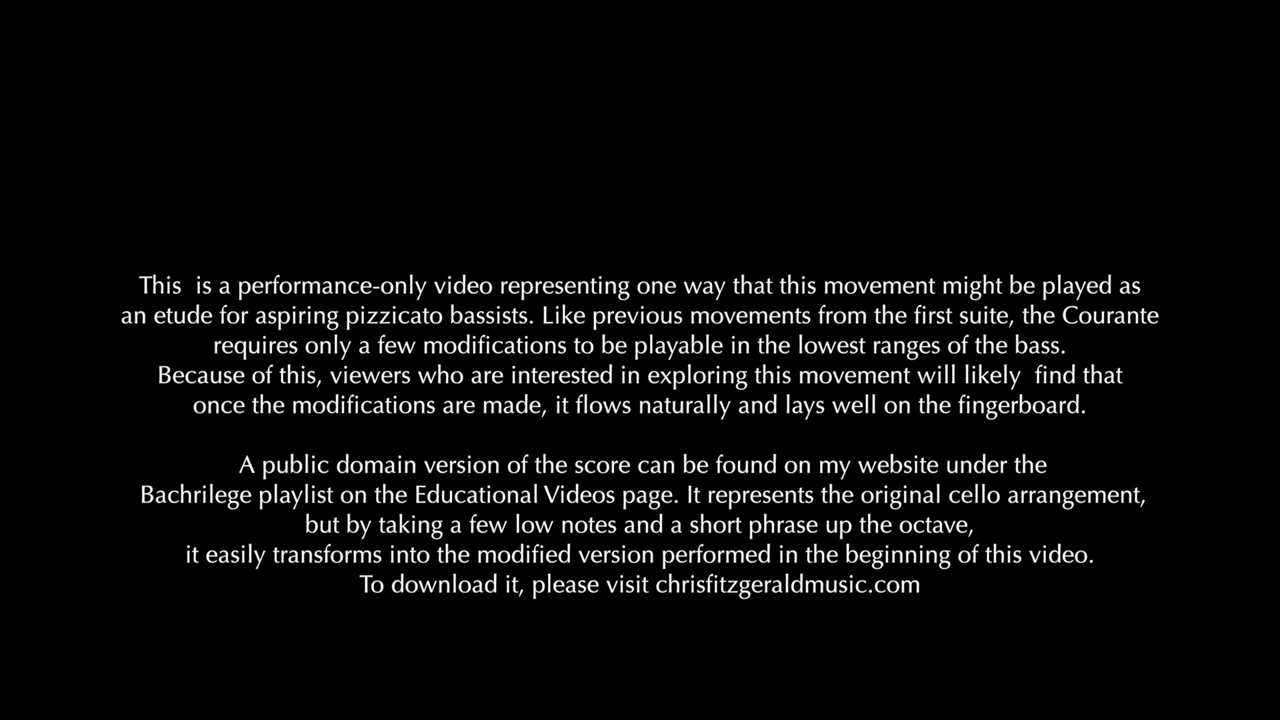 This  is a performance-only video representing one way that this movement might be played as
an etude for aspiring pizzicato bassists. Like previous movements from the first suite, the Courante
requires only a few modifications to be playable in the lowest ranges of the bass.
Because of this, viewers who are interested in exploring this movement will likely  find that
once the modifications are made, it flows naturally and lays well on the fingerboard.
A public domain version of the score can be found on my website under the
Bachrilege playlist on the Educational Videos page. It represents the original cello arrangement,
but by taking a few low notes and a short phrase up the octave,
it easily transforms into the modified version performed in the beginning of this video.
To download it, please visit chrisfitzgeraldmusic.com